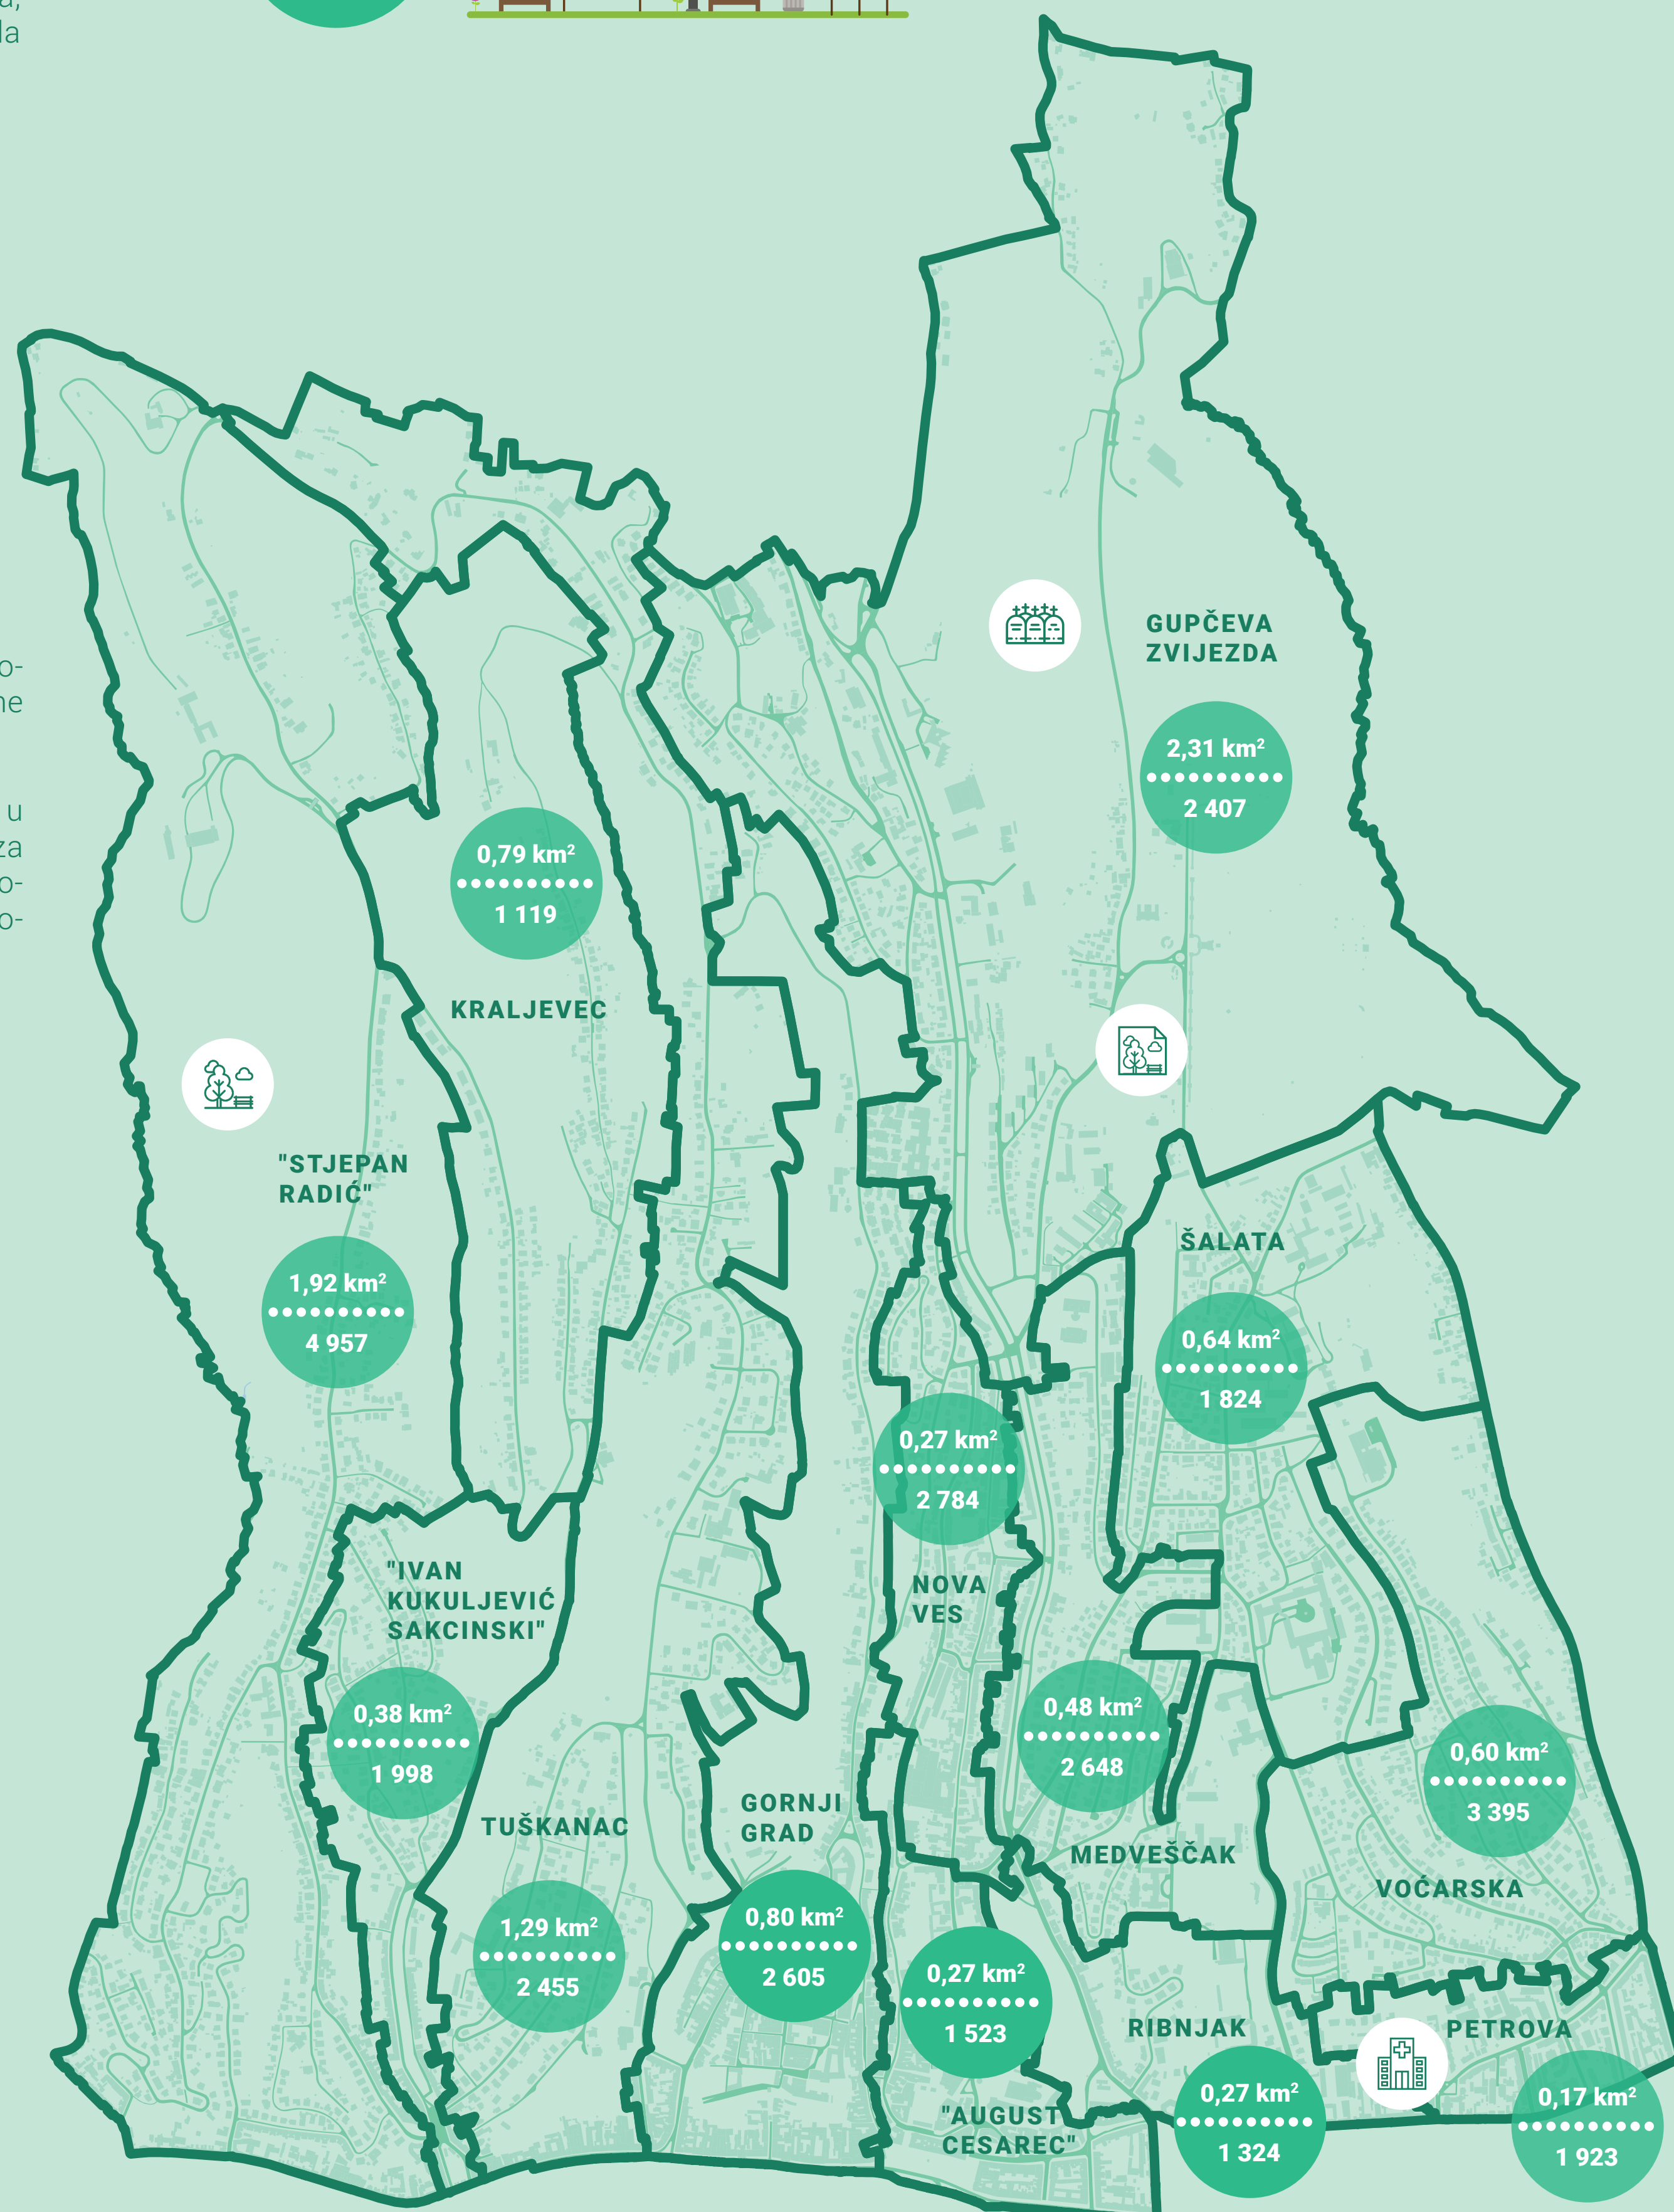 la
o-
ne
u
za
o-
o-
GUPČEVA
ZVIJEZDA
2,31 km²
2 407
0,79 km²
1 119
KRALJEVEC
"STJEPAN
RADIĆ"
1,92 km²
4 957
ŠALATA
0,64 km²
1 824
0,27 km²
2 784
NOVA
VES
"IVAN
KUKULJEVIĆ
SAKCINSKI"
0,38 km²
1 998
0,48 km²
2 648
MEDVEŠČAK
0,60 km²
3 395
VOĆARSKA
TUŠKANAC
1,29 km²
2 455
GORNJI
GRAD
0,80 km²
2 605
0,27 km²
1 523
"AUGUST
CESAREC"
RIBNJAK
0,27 km²
1 324
PETROVA
0,17 km²
1 923